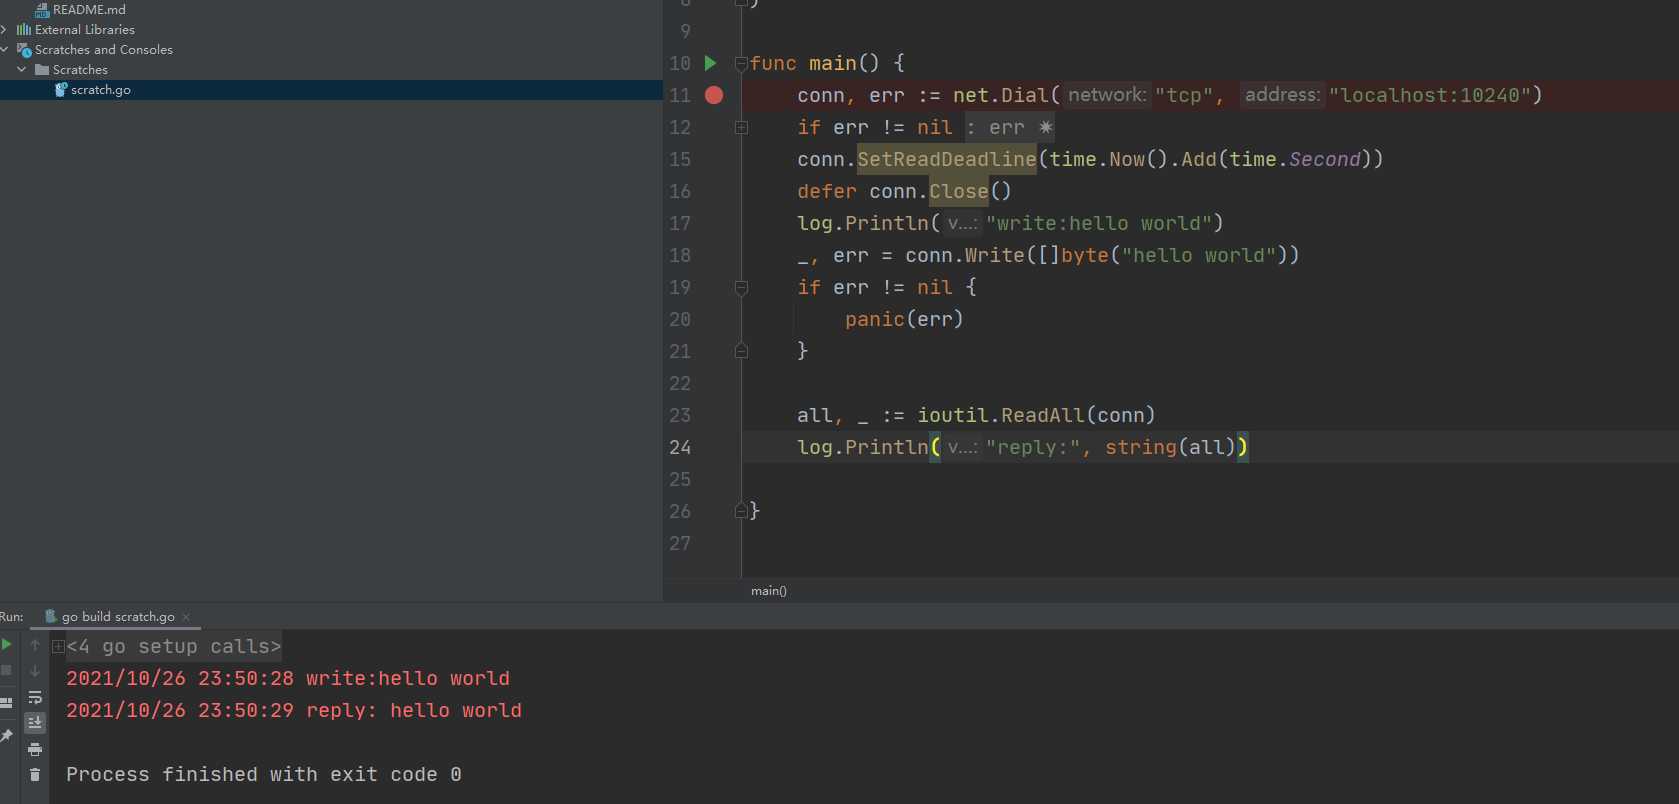 README.md
External Libraries
Scratches and Consoles
Scratches
scratch.go
9
10 func main() {
11 conn, err := net.Dial( network: "tcp", address: "localhost:10240")
12 if err != nil : err
15 conn.SetReadDeadline(time.Now().Add(time.Second))
16 defer conn.Close()
17 log.Println( v...: "write:hello world")
18 _, err = conn.Write([]byte("hello world"))
19 if err != nil {
20 panic(err)
21 }
22
23 all, _ := ioutil.ReadAll(conn)
24 log.Println( v...: "reply:", string(all))
25
26 }
27
main()
Run: go build scratch.go
<4 go setup calls>
2021/10/26 23:50:28 write:hello world
2021/10/26 23:50:29 reply: hello world
Process finished with exit code 0